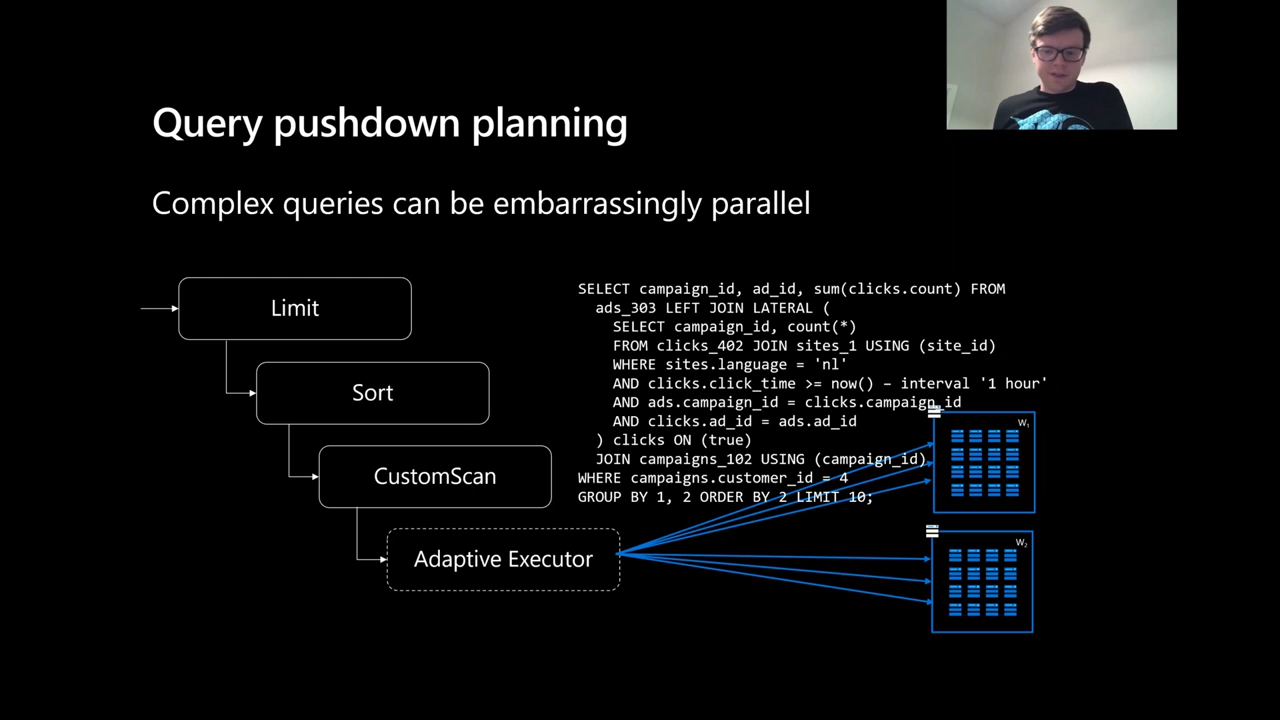 Query pushdown planning
Complex queries can be embarrassingly parallel
Limit
Sort
CustomScan
Adaptive Executor
SELECT campaign_id, ad_id, sum(clicks.count) FROM
ads_303 LEFT JOIN LATERAL (
SELECT campaign_id, count(*)
FROM clicks_402 JOIN sites_1 USING (site_id)
WHERE sites.language = 'nl'
AND clicks.click_time >= now() – interval '1 hour'
AND ads.campaign_id = clicks.campaign_id
AND clicks.ad_id = ads.ad_id
) clicks ON (true)
JOIN campaigns_102 USING (campaign_id)
WHERE campaigns.customer_id = 4
GROUP BY 1, 2 ORDER BY 2 LIMIT 10;
W1
W2